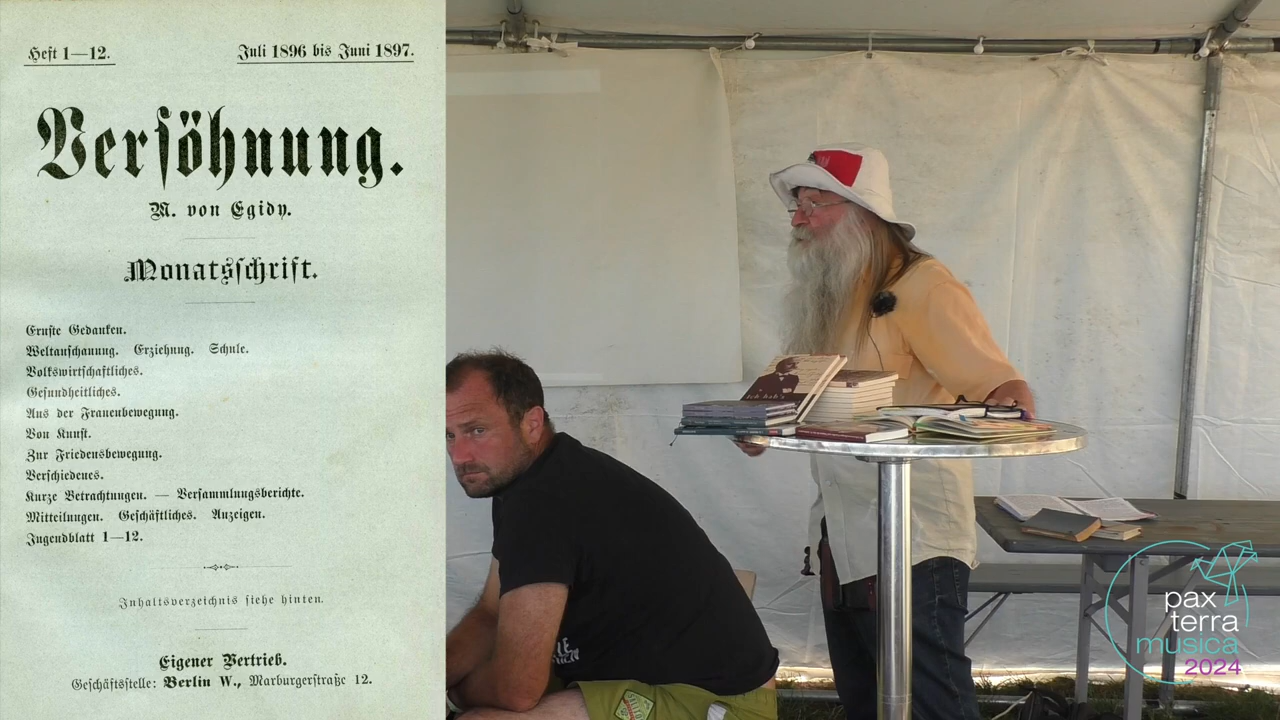 Heft 1—12.
Juli 1896 bis Juni 1897.
Versöhnung.
M. von Egidy.
Monatsschrift.
Ernste Gedanken.
Weltanschauung. Erziehung. Schule.
Volkswirtschaftliches.
Gesundheitliches.
Aus der Frauenbewegung.
Von Kunst.
Zur Friedensbewegung.
Verschiedenes.
Kurze Betrachtungen. — Versammlungsberichte.
Mitteilungen. Geschäftliches. Anzeigen.
Jugendblatt 1—12.
Inhaltsverzeichnis siehe hinten.
Eigener Vertrieb.
Geschäftsstelle: Berlin W., Marburgerstraße 12.
pax
terra
musica
2024